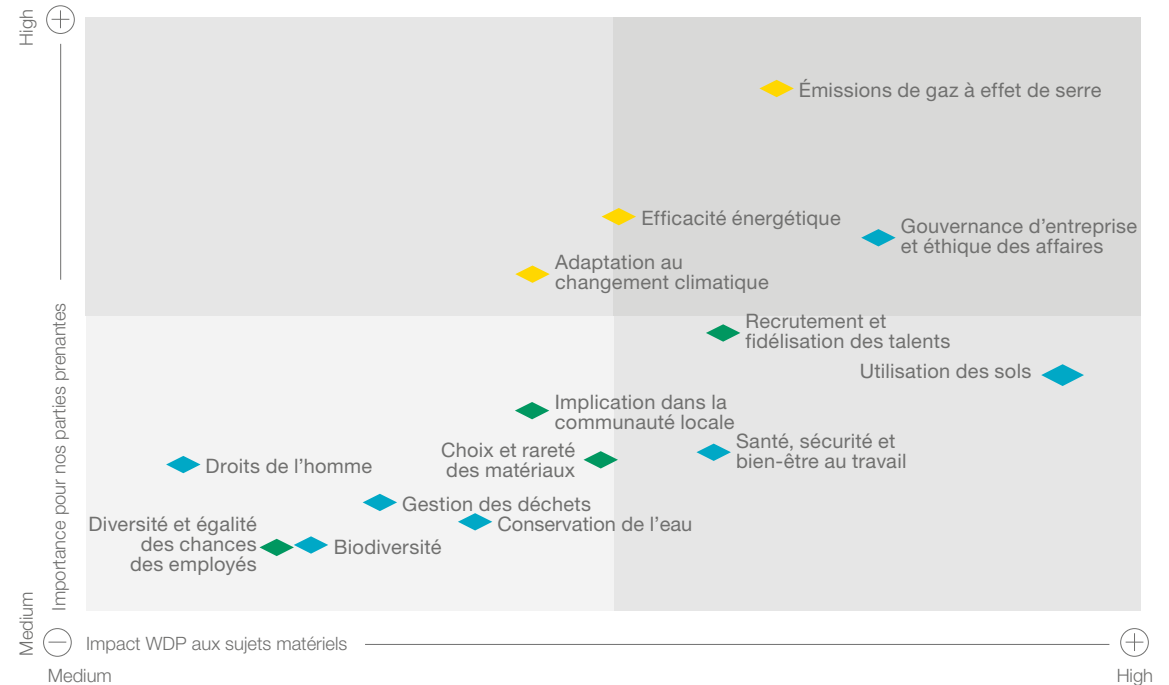 High
Émissions de gaz à effet de serre
Efficacité énergétique
Gouvernance d’entreprise
et éthique des affaires
Adaptation au
changement climatique
Recrutement et
fidélisation des talents
Utilisation des sols
Implication dans la
communauté locale
Choix et rareté
des matériaux
Santé, sécurité et
bien-être au travail
Droits de l’homme
Gestion des déchets
Conservation de l’eau
Diversité et égalité
des chances
des employés
Biodiversité
Importance pour nos parties prenantes
Medium
Impact WDP aux sujets matériels
Medium
High